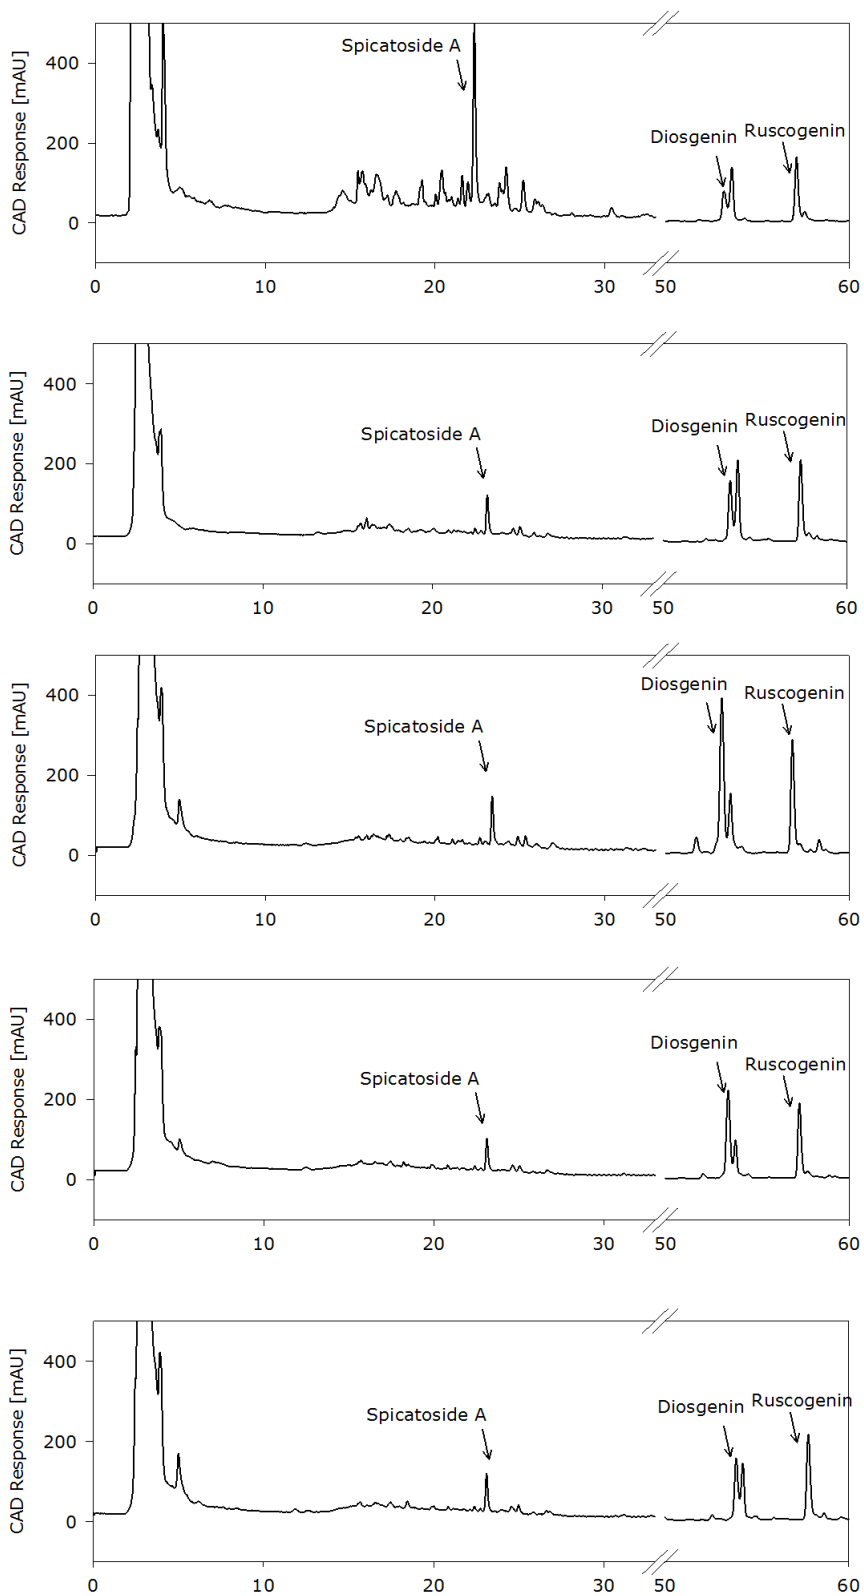 Spicatoside A
400
Diosgenin
Ruscogenin
200
0
CAD Response [mAU]
0 10 20 30 50 60
400
Spicatoside A
Diosgenin
Ruscogenin
200
0
CAD Response [mAU]
0 10 20 30 50 60
Diosgenin
Ruscogenin
400
Spicatoside A
200
0
CAD Response [mAU]
0 10 20 30 50 60
400
Diosgenin
Ruscogenin
Spicatoside A
200
0
CAD Response [mAU]
0 10 20 30 50 60
400
Ruscogenin
Diosgenin
Spicatoside A
200
0
CAD Response [mAU]
0 10 20 30 50 60